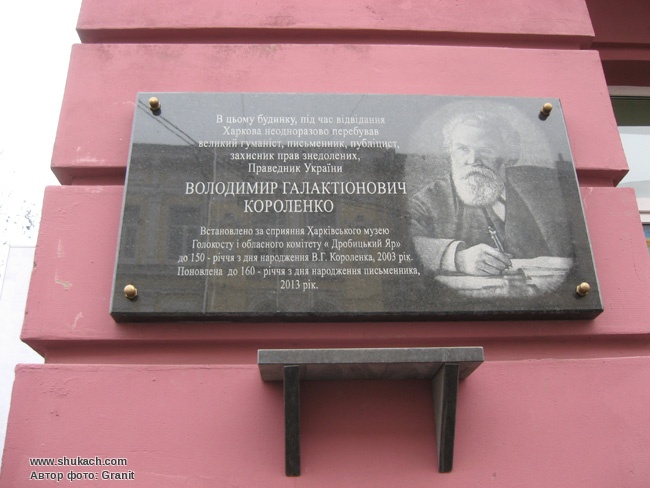 В цьому будинку, під час відвідання
Харкова неодноразово перебував
великий гуманіст, письменник, публіцист,
захисник прав знедолених,
Праведник України
ВОЛОДИМИР ГАЛАКТІОНОВИЧ
КОРОЛЕНКО
Встановлено за сприяння Харківського музею
Голокосту і обласного комітету « Дробицький Яр»
до 150 - річчя з дня народження В.Г. Короленка, 2003 рік.
Поновлена до 160 - річчя з дня народження письменника,
2013 рік.
www.shukach.com
Автор фото: Granit